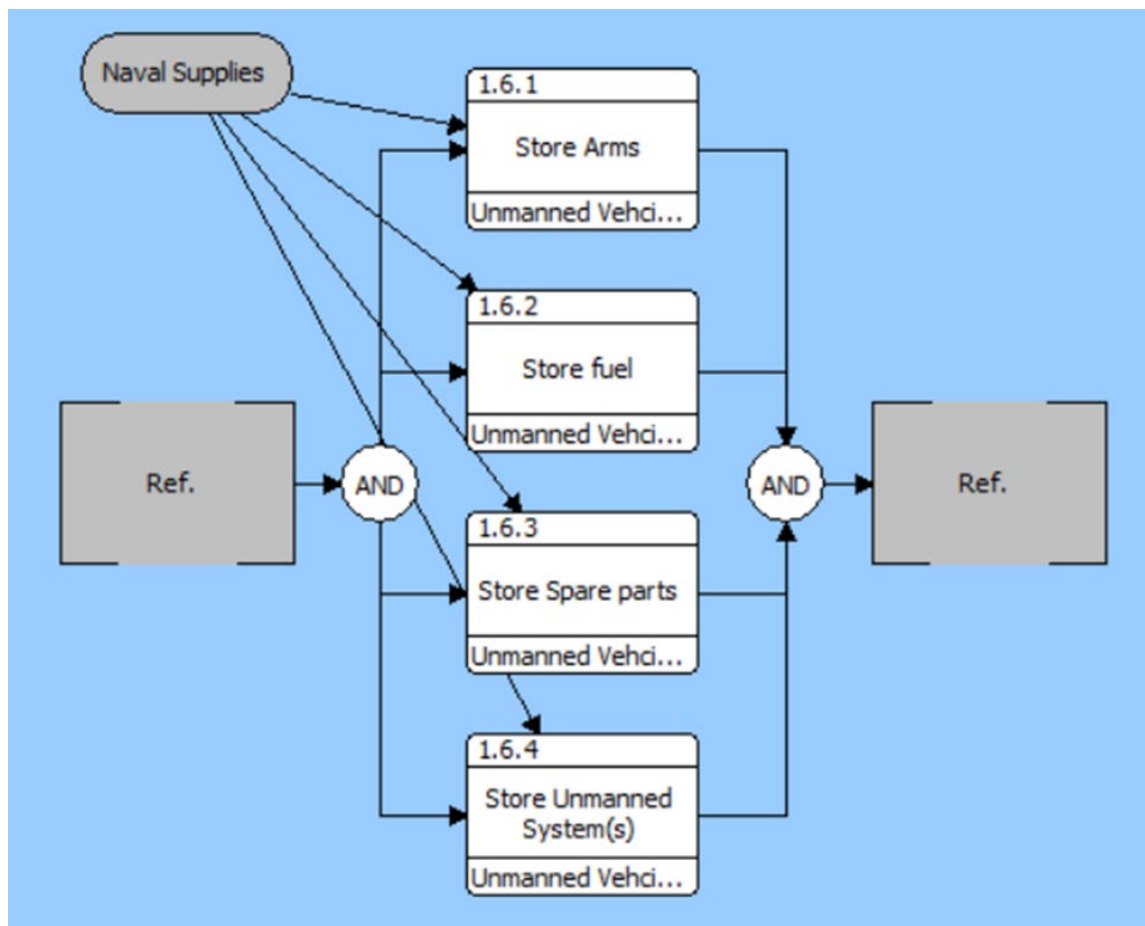 Naval Supplies
1.6.1
Store Arms
Unmanned Vehci...
1.6.2
Store fuel
Unmanned Vehci...
Ref.
AND
AND
Ref.
1.6.3
Store Spare parts
Unmanned Vehci...
1.6.4
Store Unmanned
System(s)
Unmanned Vehci...